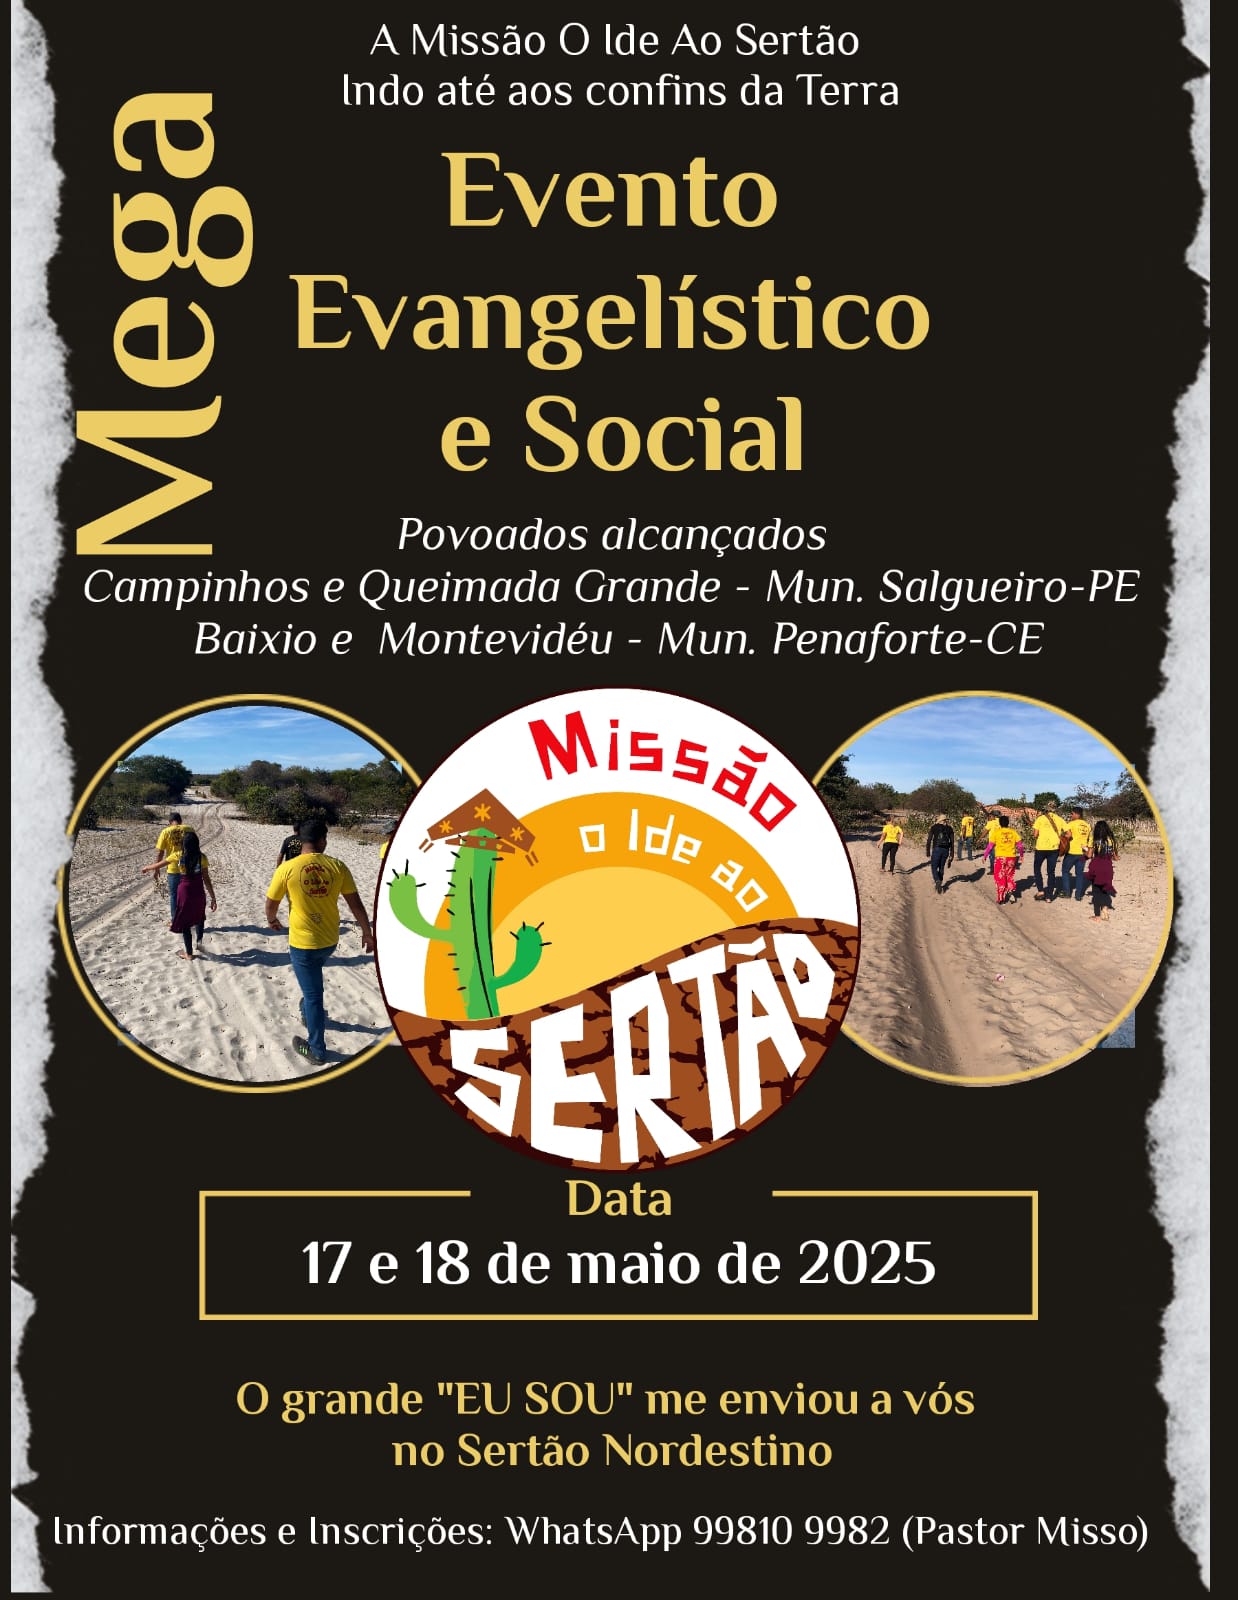 A Missão O Ide Ao Sertão
Indo até aos confins da Terra
Mega
Evento
Evangelístico
e Social
Povoados alcançados
Campinhos e Queimada Grande - Mun. Salgueiro-PE
Baixio e Montevidéu - Mun. Penaforte-CE
Missão
o Ide ao
SERTÃO
Data
17 e 18 de maio de 2025
O grande "EU SOU" me enviou a vós
no Sertão Nordestino
Informações e Inscrições: WhatsApp 99810 9982 (Pastor Misso)